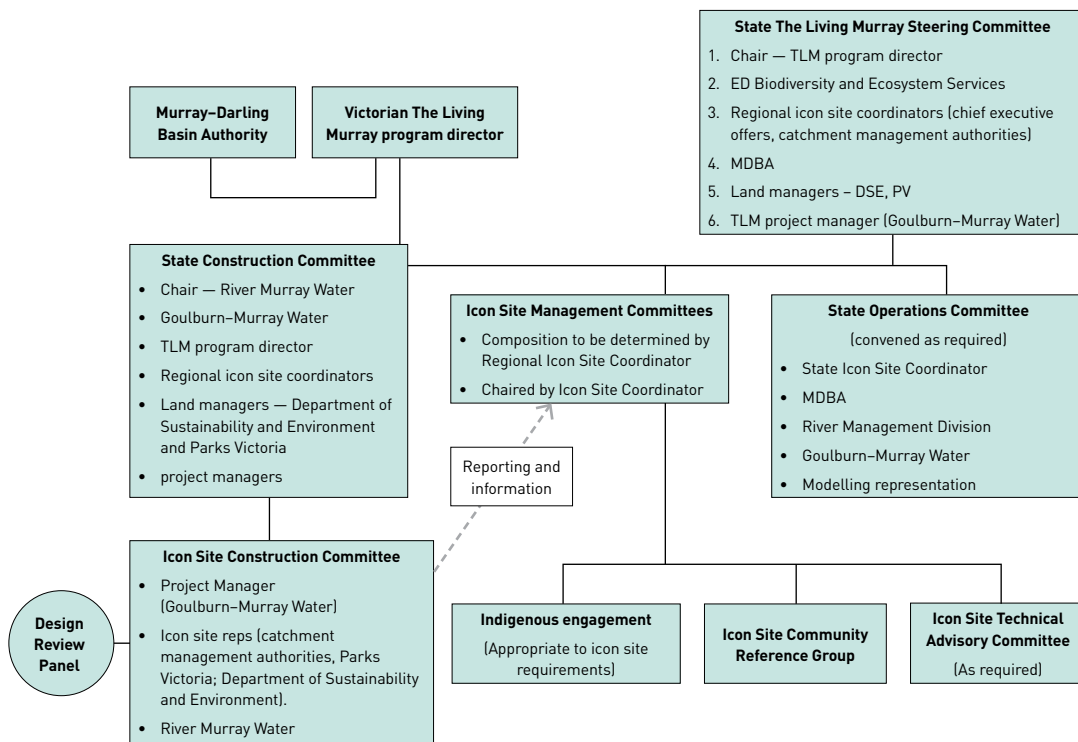 State The Living Murray Steering Committee
1. Chair — TLM program director
2. ED Biodiversity and Ecosystem Services
3. Regional icon site coordinators (chief executive
offers, catchment management authorities)
4. MDBA
5. Land managers – DSE, PV
6. TLM project manager (Goulburn–Murray Water)
Murray–Darling
Basin Authority
Victorian The Living
Murray program director
State Construction Committee
• Chair — River Murray Water
• Goulburn–Murray Water
• TLM program director
• Regional icon site coordinators
• Land managers — Department of
Sustainability and Environment
and Parks Victoria
• project managers
Icon Site Management Committees
• Composition to be determined by
Regional Icon Site Coordinator
• Chaired by Icon Site Coordinator
State Operations Committee
(convened as required)
• State Icon Site Coordinator
• MDBA
• River Management Division
• Goulburn–Murray Water
• Modelling representation
Reporting and
information
Icon Site Construction Committee
• Project Manager
(Goulburn–Murray Water)
• Icon site reps (catchment
management authorities, Parks
Victoria; Department of Sustainability
and Environment).
• River Murray Water
Design
Review
Panel
Indigenous engagement
(Appropriate to icon site
requirements)
Icon Site Community
Reference Group
Icon Site Technical
Advisory Committee
(As required)